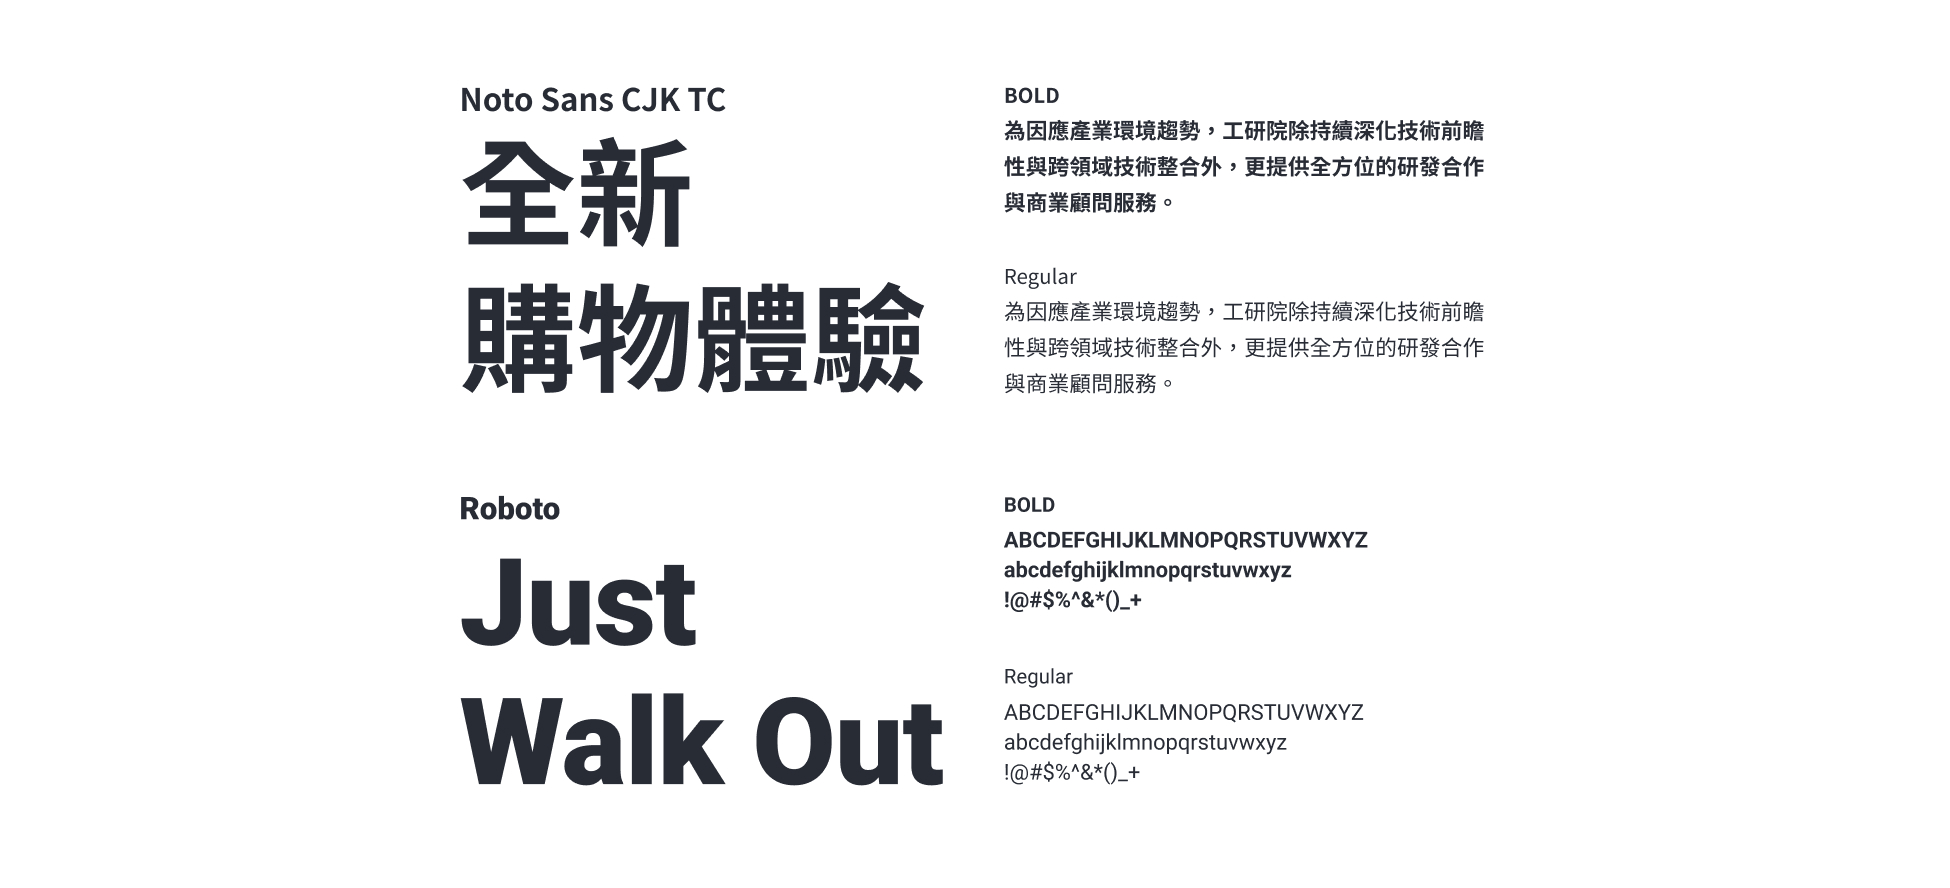 Noto Sans CJK TC
全新
購物體驗
BOLD
為因應產業環境趨勢，工研院除持續深化技術前瞻
性與跨領域技術整合外，更提供全方位的研發合作
與商業顧問服務。
Regular
為因應產業環境趨勢，工研院除持續深化技術前瞻
性與跨領域技術整合外，更提供全方位的研發合作
與商業顧問服務。
Roboto
Just
Walk Out
BOLD
ABCDEFGHIJKLMNOPQRSTUVWXYZ
abcdefghijklmnopqrstuvwxyz
!@#$%^&*()_+
Regular
ABCDEFGHIJKLMNOPQRSTUVWXYZ
abcdefghijklmnopqrstuvwxyz
!@#$%^&*()_+